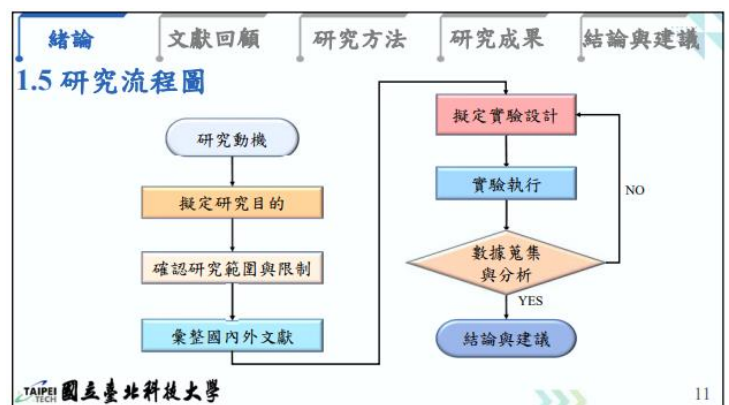 緒論
文獻回顧
研究方法
研究成果
結論與建議
1.5 研究流程圖
研究動機
擬定研究目的
確認研究範圍與限制
彙整國內外文獻
擬定實驗設計
實驗執行
數據蒐集
與分析
NO
YES
結論與建議
TAIPEI
TECH
國立臺北科技大學
11